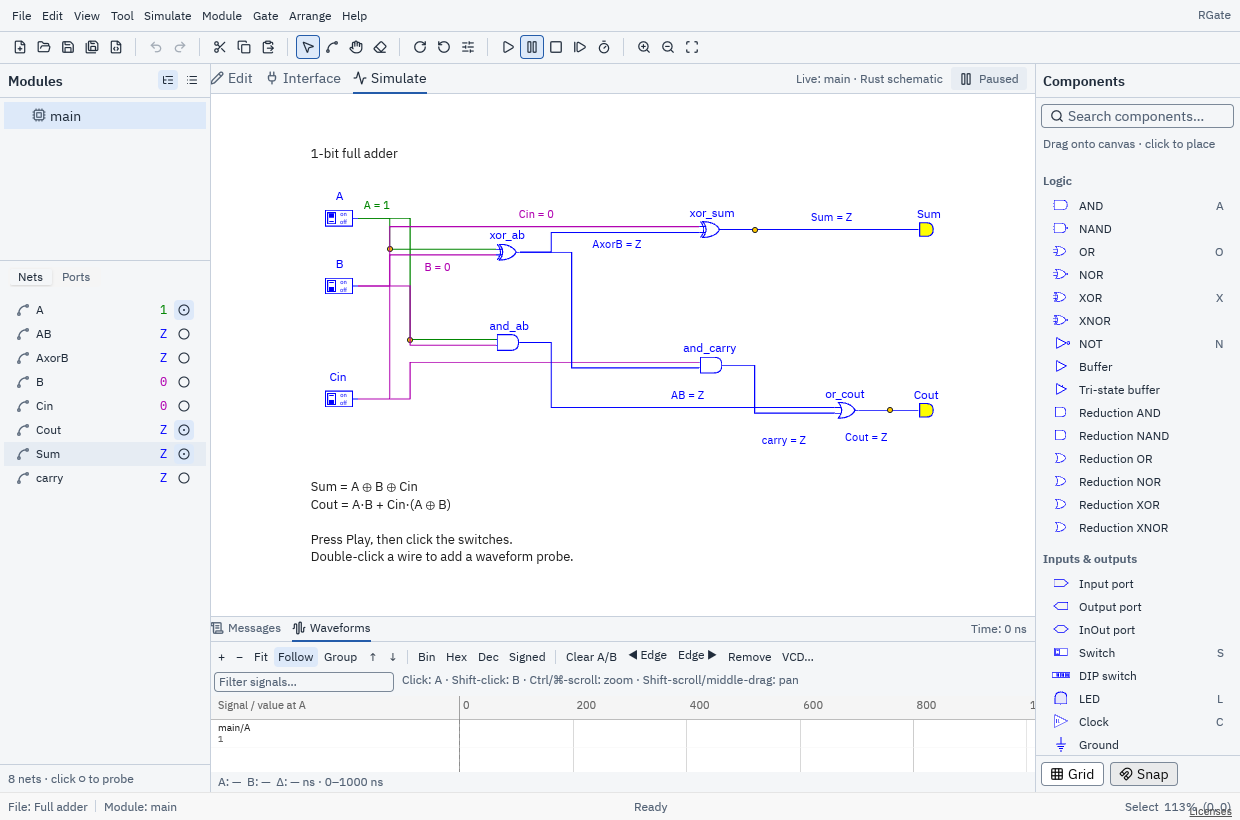 File Edit View Tool Simulate Module Gate Arrange Help RGate
Modules
Edit Interface Simulate Live: main · Rust schematic Paused
Components
main
Search components...
Drag onto canvas · click to place
1-bit full adder
A
A = 1
on
off
B
on
off
B = 0
Cin
on
off
Cin = 0
xor_ab
AxorB = Z
xor_sum
Sum = Z
Sum
and_ab
and_carry
AB = Z
or_cout
Cout
carry = Z
Cout = Z
Sum = A ⊕ B ⊕ Cin
Cout = A·B + Cin·(A ⊕ B)
Press Play, then click the switches.
Double-click a wire to add a waveform probe.
Nets Ports
A 1
AB Z
AxorB Z
B 0
Cin 0
Cout Z
Sum Z
carry Z
8 nets · click o to probe
Logic
AND A
NAND
OR O
NOR
XOR X
XNOR
NOT N
Buffer
Tri-state buffer
Reduction AND
Reduction NAND
Reduction OR
Reduction NOR
Reduction XOR
Reduction XNOR
Inputs & outputs
Input port
Output port
InOut port
Switch S
DIP switch
LED L
Clock C
Ground
Grid Snap
Messages Waveforms Time: 0 ns
+ − Fit Follow Group ↑ ↓ Bin Hex Dec Signed Clear A/B ◀ Edge Edge ▶ Remove VCD...
Filter signals... Click: A · Shift-click: B · Ctrl/⌘-scroll: zoom · Shift-scroll/middle-drag: pan
Signal / value at A 0 200 400 600 800 1
main/A
1
A: — B: — Δ: — ns · 0–1000 ns
File: Full adder Module: main Ready Select 113% (0, 0)
Licenses